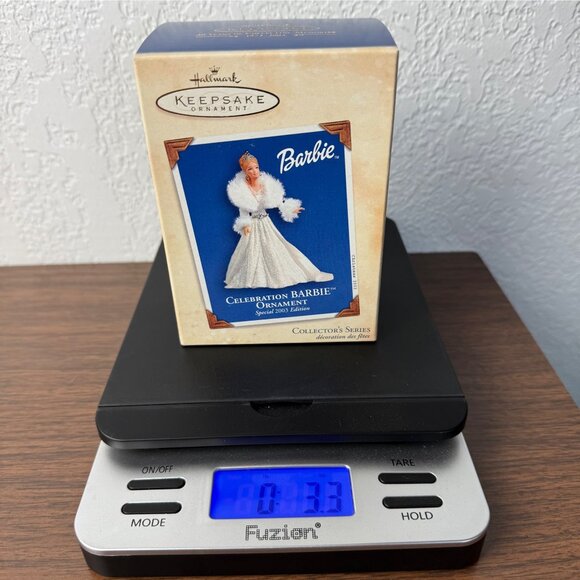 Hallmark
KEEPSAKE
ORNAMENT
Barbie™
CELEBRATION BARBIE™
ORNAMENT
Special 2003 Edition
COLLECTOR'S SERIES
décoration des fêtes
ON/OFF
MODE
0: 3.3
TARE
HOLD
Fuzion®